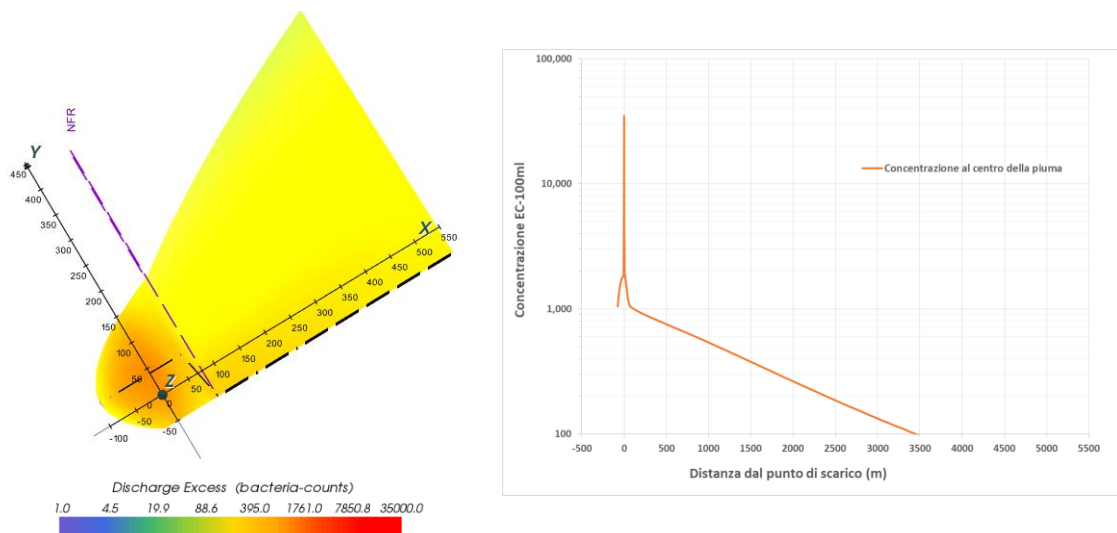 NFR
Y
450
400
350
300
250
200
150
100
50
0
-50
-100
Z
0
-50
50
100
150
200
250
300
350
400
450
500
550
X
Discharge Excess (bacteria-counts)
1.0 4.5 19.9 88.6 395.0 1761.0 7850.8 35000.0
Concentrazione EC-100ml
100,000
10,000
1,000
100
Concentrazione al centro della piuma
-500 0 500 1000 1500 2000 2500 3000 3500 4000 4500 5000 5500
Distanza dal punto di scarico (m)